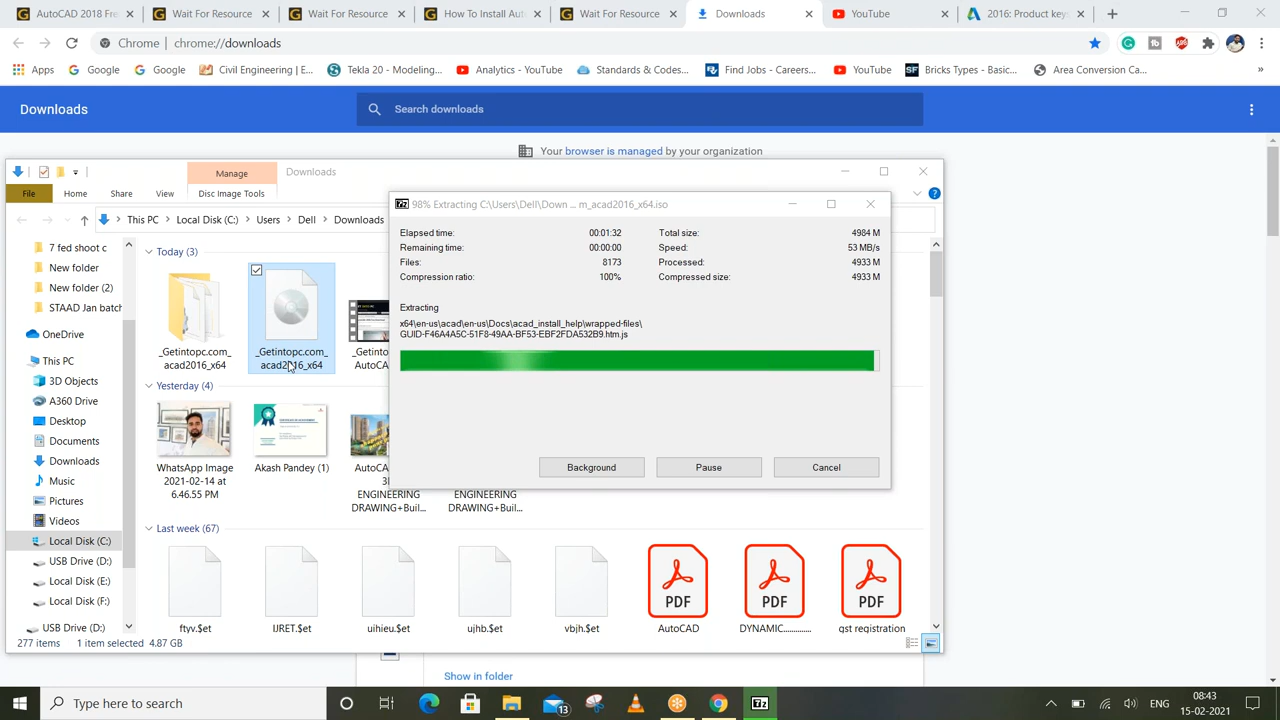 AutoCAD 2018 Free
Wait For Resource
Wait For Resource
How To Install Aut
Wait For Resource
Downloads
YouTube
2016: Product keys
Chrome | chrome://downloads
Apps
Google
Google
Civil Engineering | E...
Tekla 20 - Modeling...
Analytics - YouTube
Standards & Codes...
Find Jobs - Careers...
YouTube
Bricks Types - Basic...
Area Conversion Ca...
Downloads
Search downloads
Your browser is managed by your organization
Manage
Downloads
File
Home
Share
View
Disc Image Tools
This PC
Local Disk (C:)
Users
Dell
Downloads
7 fed shoot c
New folder
New folder (2)
STAAD Jan batch
OneDrive
This PC
3D Objects
A360 Drive
Desktop
Documents
Downloads
Music
Pictures
Videos
Local Disk (C:)
USB Drive (D:)
Local Disk (E:)
Local Disk (F:)
USB Drive (D:)
Today (3)
_Getintopc.com_
acad2016_x64
_Getintopc.com_
acad2016_x64
_Getinto
AutoCA
Yesterday (4)
WhatsApp Image
2021-02-14 at
6.46.55 PM
Akash Pandey (1)
AutoCA
3D
ENGINEERING
DRAWING+Buil...
ENGINEERING
DRAWING+Buil...
Last week (67)
ftyv.$et
IJRET.$et
uihieu.$et
ujhb.$et
vbjh.$et
PDF
AutoCAD
PDF
DYNAMIC..............
PDF
gst registration
277 items
1 item selected 4.87 GB
98% Extracting C:\Users\Dell\Down ... m_acad2016_x64.iso
Elapsed time: 00:01:32
Total size: 4984 M
Remaining time: 00:00:00
Speed: 53 MB/s
Files: 8173
Processed: 4933 M
Compression ratio: 100%
Compressed size: 4933 M
Extracting
x64\en-us\acad\en-us\Docs\acad_install_help\wrapped-files\
GUID-F46A4A5C-51F8-49AA-BF53-EBF2FDA532B9.htm.js
Background
Pause
Cancel
Show in folder
Type here to search
13
ENG
08:43
15-02-2021